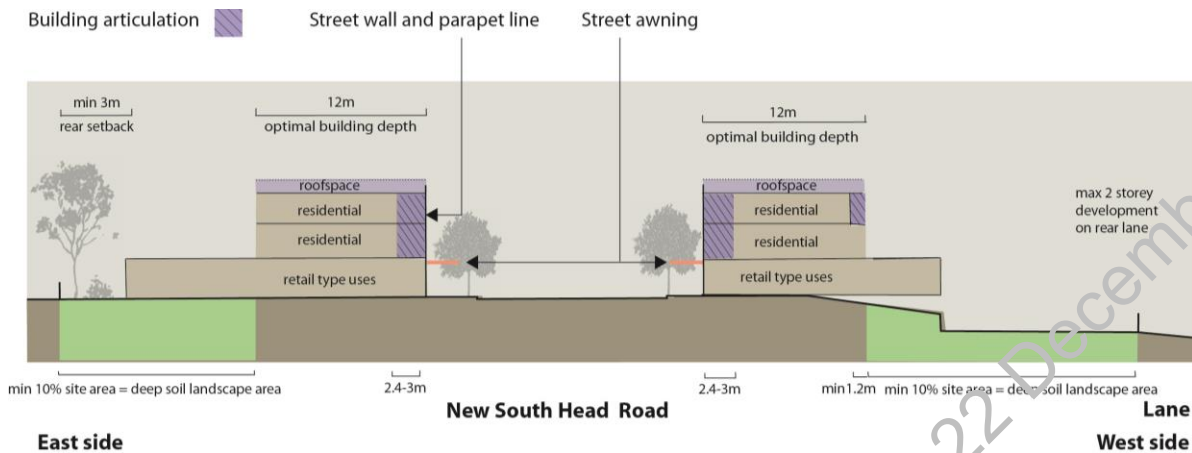 Building articulation
Street wall and parapet line
Street awning
min 3m
rear setback
12m
optimal building depth
12m
optimal building depth
roofspace
residential
residential
retail type uses
roofspace
residential
residential
retail type uses
max 2 storey
development
on rear lane
min 10% site area = deep soil landscape area
2.4-3m
2.4-3m
min1.2m
min 10% site area = deep soil landscape area
New South Head Road
Lane
East side
West side
22 Decemb